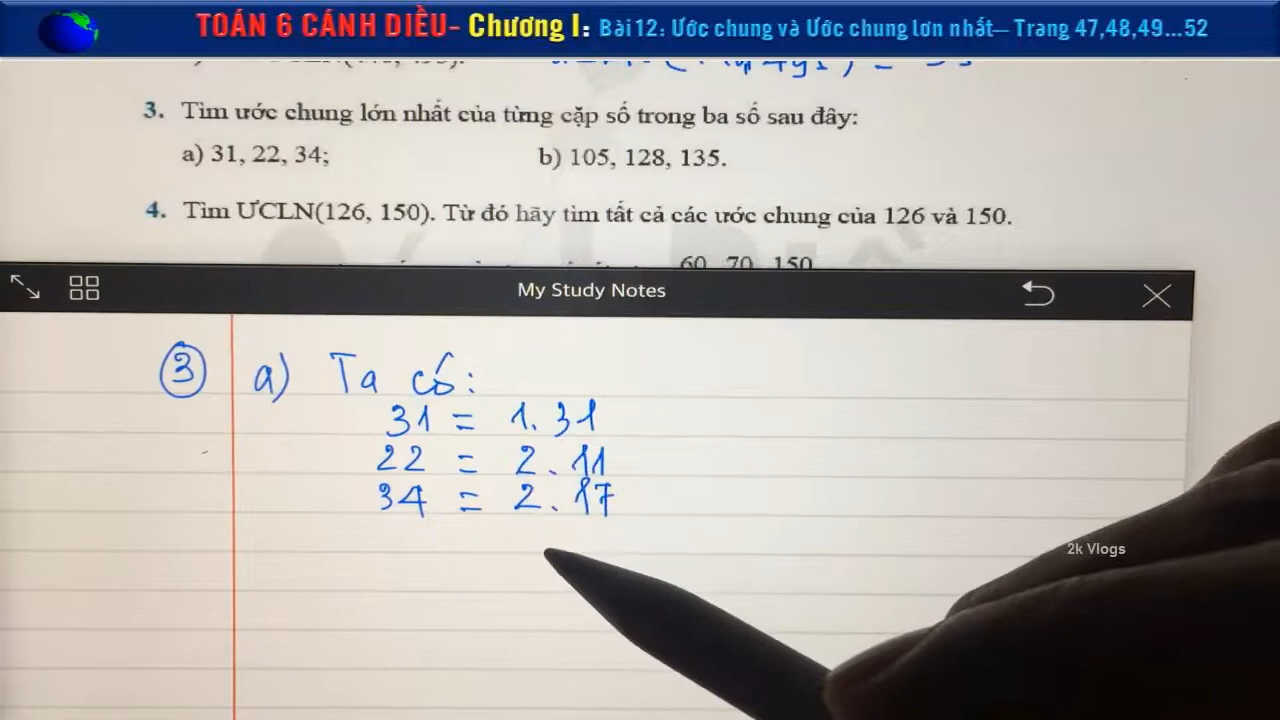 TOÁN 6 CÁNH DIỀU- Chương I: Bài 12: Ước chung và Ước chung lơn nhất– Trang 47,48,49...52
3. Tìm ước chung lớn nhất của từng cặp số trong ba số sau đây:
a) 31, 22, 34; b) 105, 128, 135.
4. Tìm ƯCLN(126, 150). Từ đó hãy tìm tất cả các ước chung của 126 và 150.
60 70 150
My Study Notes
3 a) Ta có:
31 = 1.31
22 = 2.11
34 = 2.17
2k Vlogs